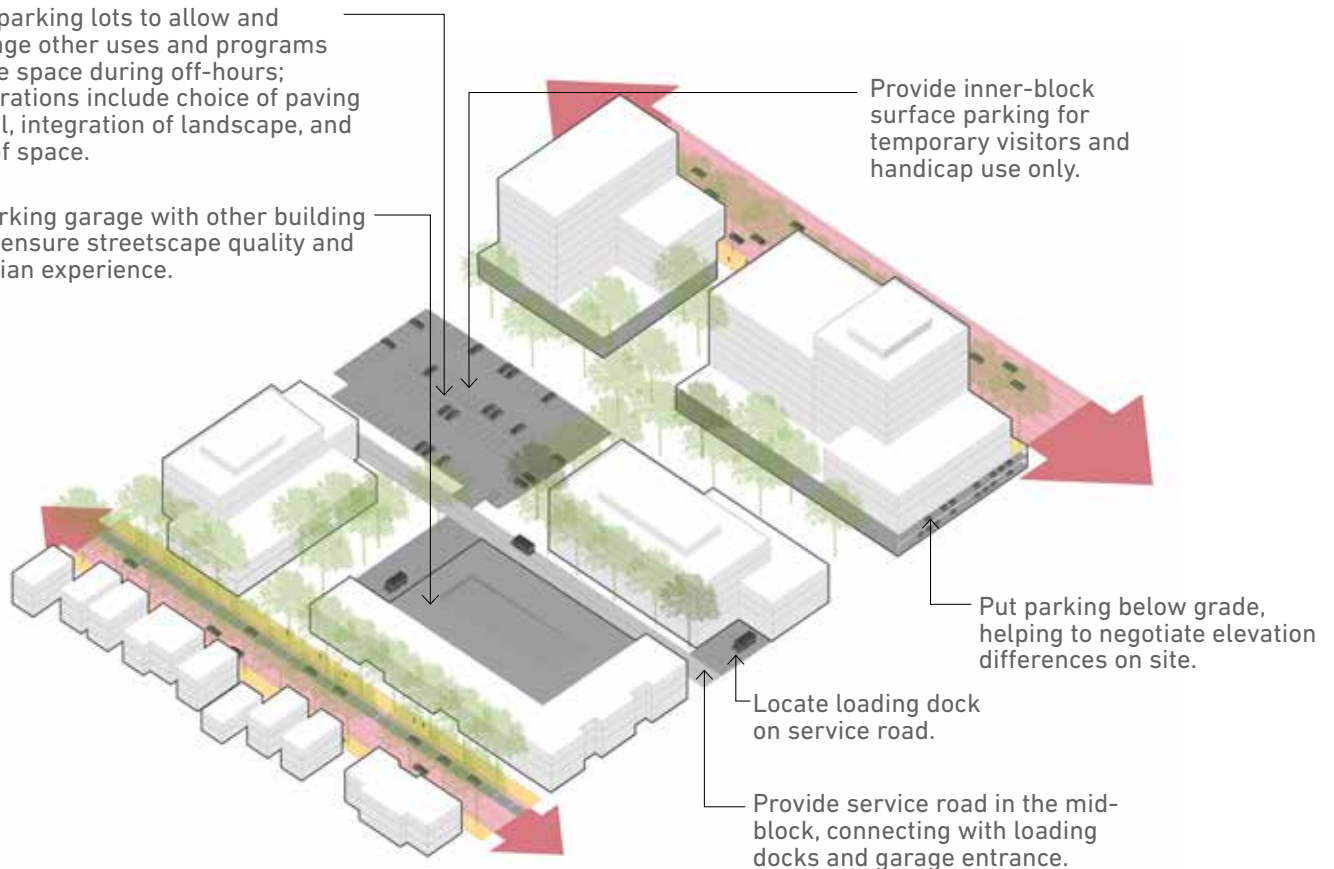 parking lots to allow and
ge other uses and programs
e space during off-hours;
rations include choice of paving
l, integration of landscape, and
of space.
rking garage with other building
ensure streetscape quality and
ian experience.
Provide inner-block
surface parking for
temporary visitors and
handicap use only.
Put parking below grade,
helping to negotiate elevation
differences on site.
Locate loading dock
on service road.
Provide service road in the mid-
block, connecting with loading
docks and garage entrance.